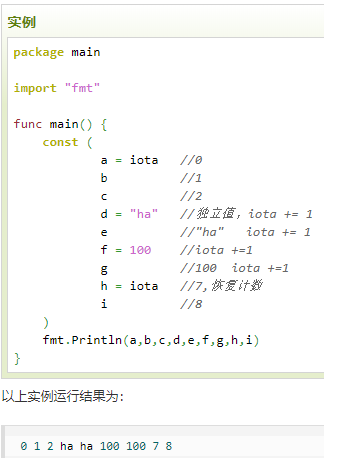 实例
package main
import "fmt"
func main() {
    const (
            a = iota   //0
            b          //1
            c          //2
            d = "ha"   //独立值，iota += 1
            e          //"ha"   iota += 1
            f = 100    //iota +=1
            g          //100  iota +=1
            h = iota   //7,恢复计数
            i          //8
    )
    fmt.Println(a,b,c,d,e,f,g,h,i)
}
以上实例运行结果为：
0 1 2 ha ha 100 100 7 8